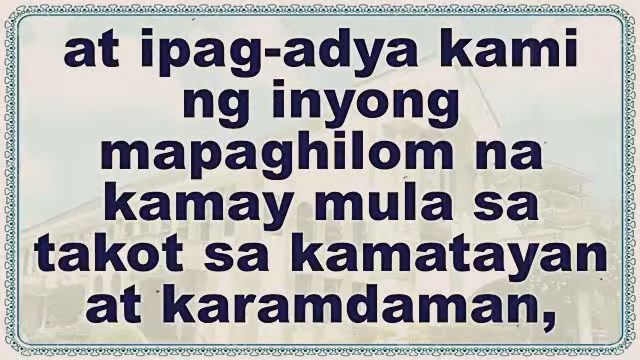 at ipag-adya kami
ng inyong
mapaghilom na
kamay mula sa
takot sa kamatayan
at karamdaman,